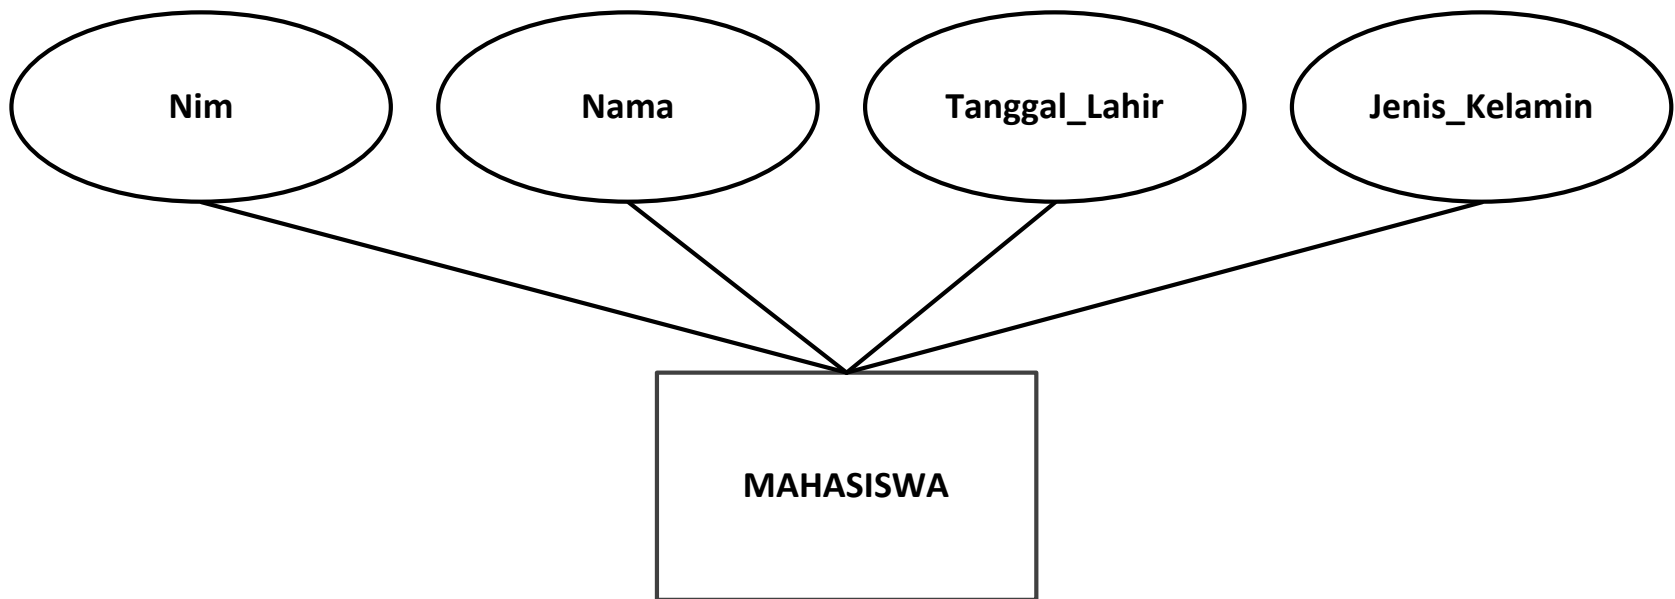 Nim
Nama
Tanggal_Lahir
Jenis_Kelamin
MAHASISWA